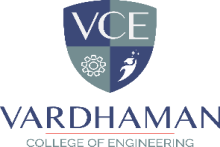 VCE
VARDHAMAN
COLLEGE OF ENGINEERING